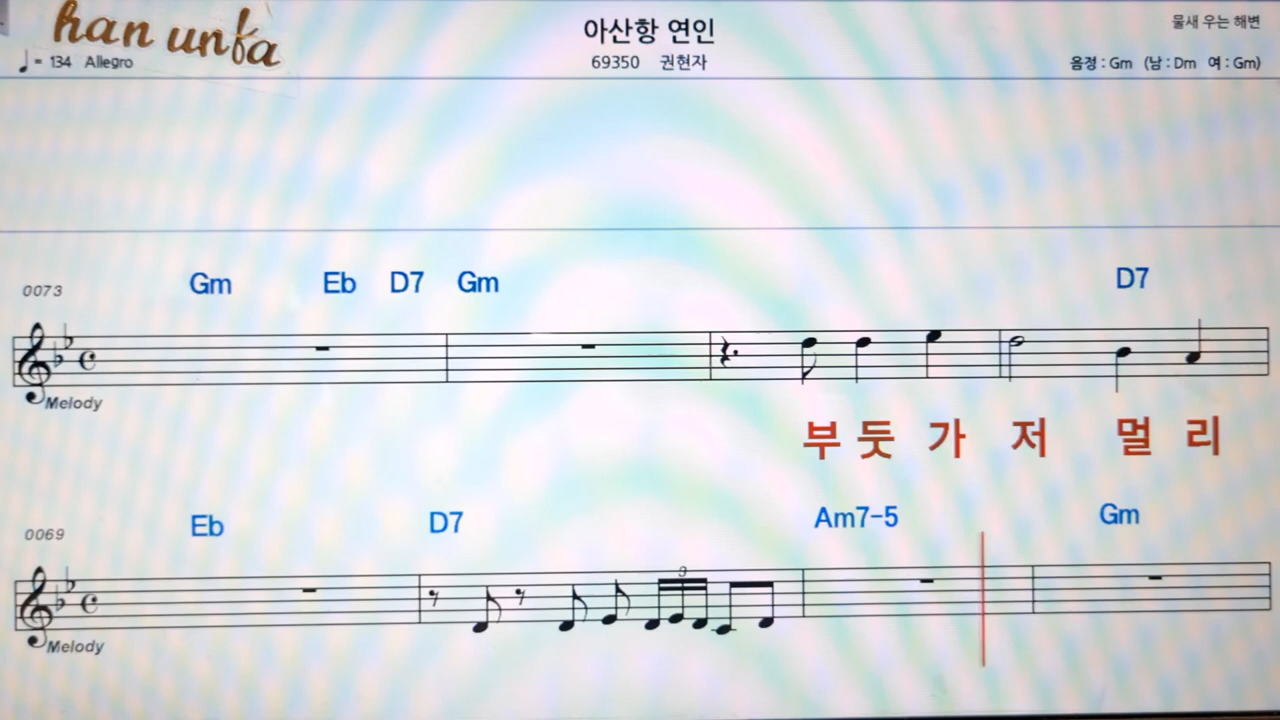 han unfa
아산항 연인
물새 우는 해변
♩ = 134 Allegro
69350 권현자
음정 : Gm (남 : Dm 여 : Gm)
0073 Gm Eb D7 Gm D7
Melody
부 둣 가 저 멀 리
0069 Eb D7 Am7-5 Gm
3
Melody